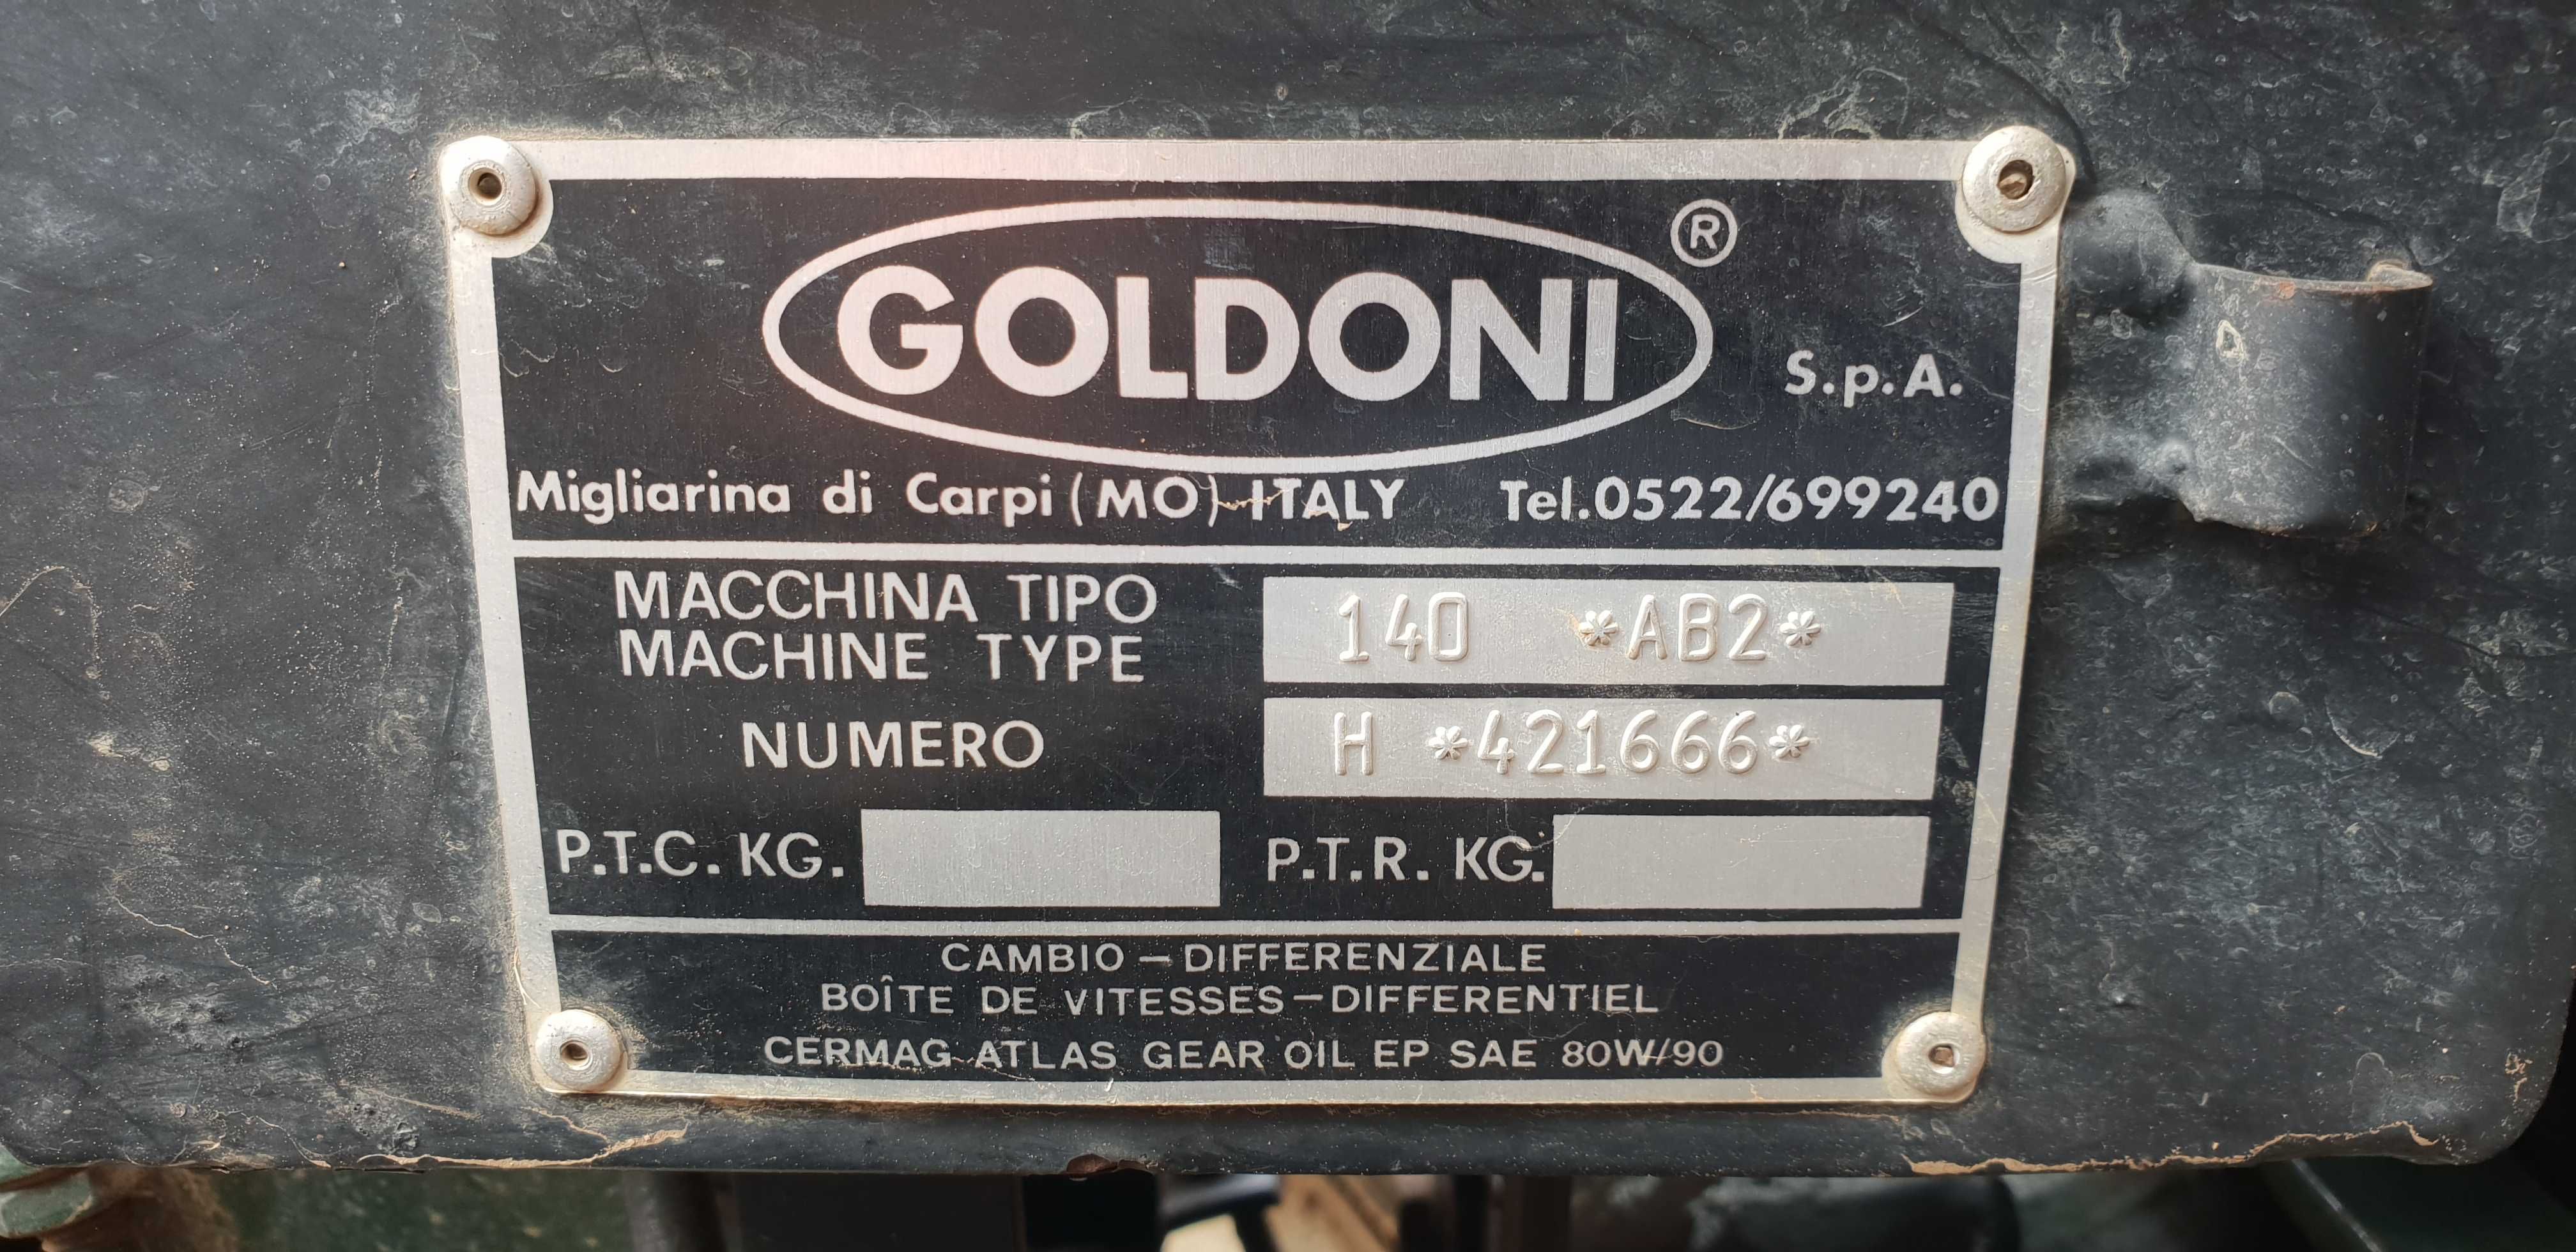 GOLDONI ® S.p.A.
Migliarina di Carpi (MO) ITALY Tel.0522/699240
MACCHINA TIPO
MACHINE TYPE 140 *AB2*
NUMERO H *421666*
P.T.C. KG. P.T.R. KG.
CAMBIO – DIFFERENZIALE
BOÎTE DE VITESSES – DIFFERENTIEL
CERMAG ATLAS GEAR OIL EP SAE 80W/90